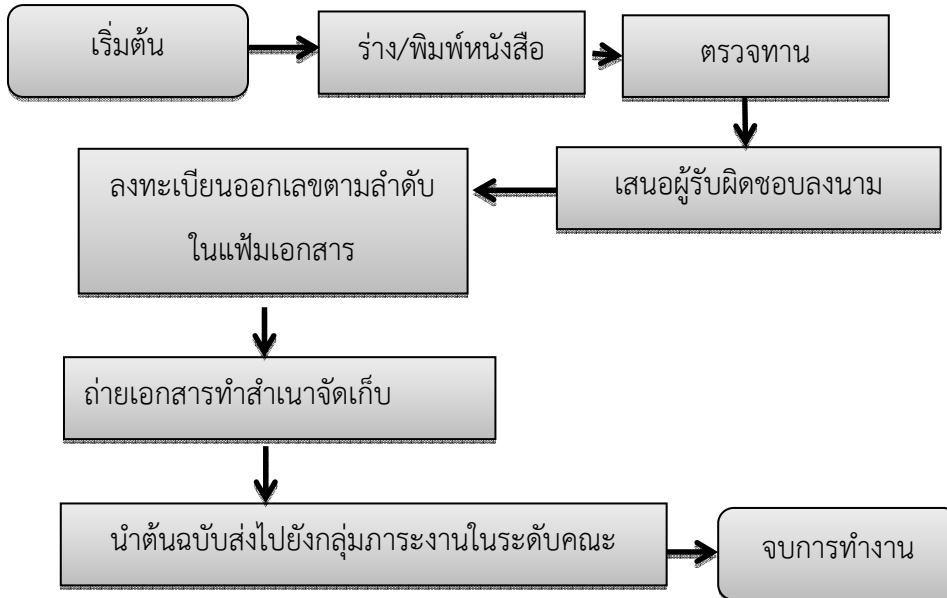 เริ่มต้น
ร่าง/พิมพ์หนังสือ
ตรวจทาน
เสนอผู้รับผิดชอบลงนาม
ลงทะเบียนออกเลขตามลำดับ
ในแฟ้มเอกสาร
ถ่ายเอกสารทำสำเนาจัดเก็บ
นำต้นฉบับส่งไปยังกลุ่มภาระงานในระดับคณะ
จบการทำงาน